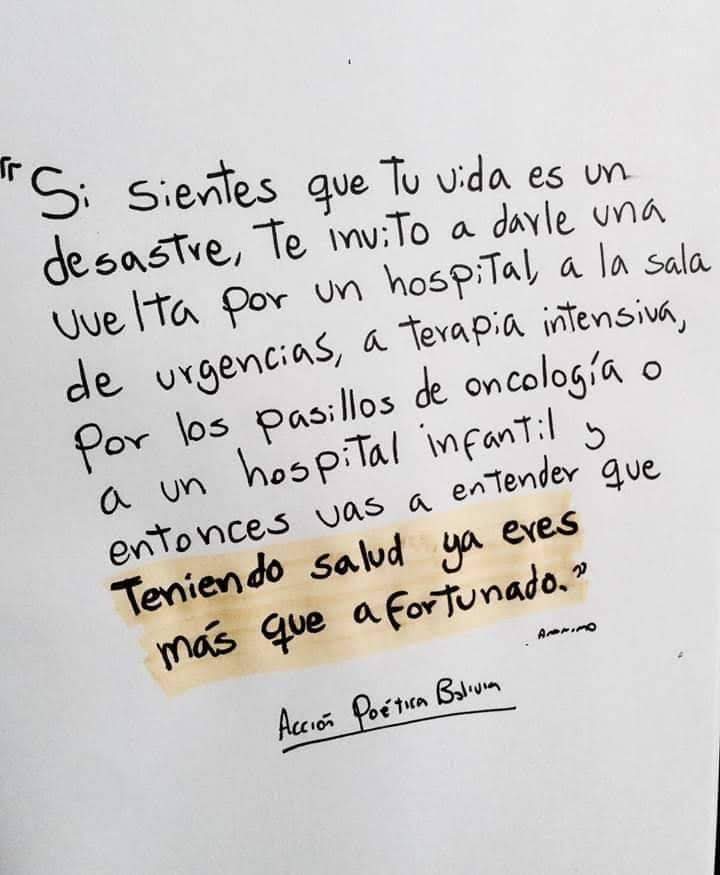 "Si sientes que tu vida es un
desastre, te invito a darle una
vuelta por un hospital, a la sala
de urgencias, a terapia intensiva,
por los pasillos de oncología o
a un hospital infantil y
entonces vas a entender que
Teniendo salud ya eres
más que afortunado."
Anonimo
Acción Poética Bolivia